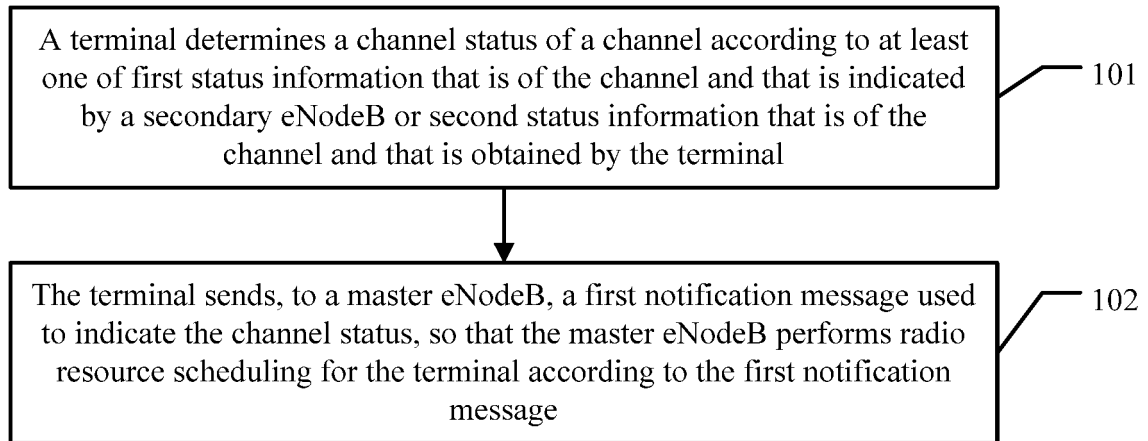 A terminal determines a channel status of a channel according to at least
one of first status information that is of the channel and that is indicated
by a secondary eNodeB or second status information that is of the
channel and that is obtained by the terminal
101
The terminal sends, to a master eNodeB, a first notification message used
to indicate the channel status, so that the master eNodeB performs radio
resource scheduling for the terminal according to the first notification
message
102